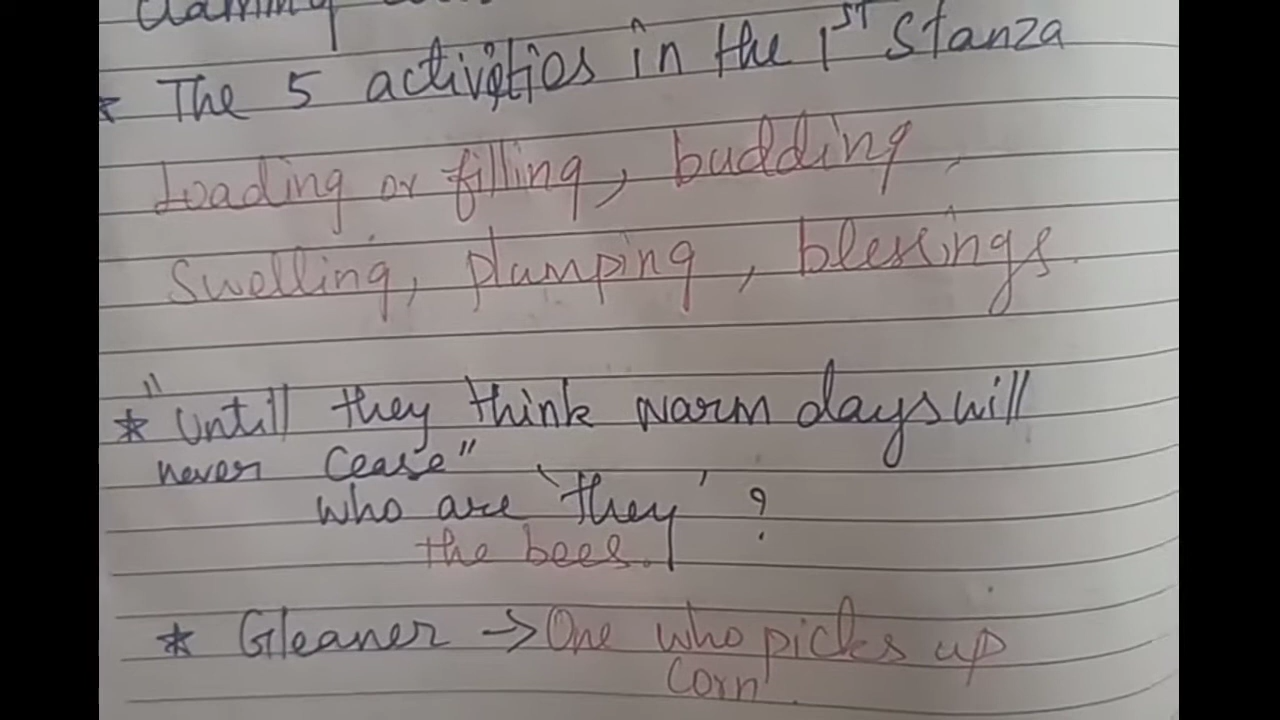 * The 5 activities in the 1ST Stanza
Loading or filling, budding,
Swelling, plumping, blessings.
* "Untill they think warm days will
never cease"
who are 'they' ?
the bees.
* Gleaner → One who picks up
corn.